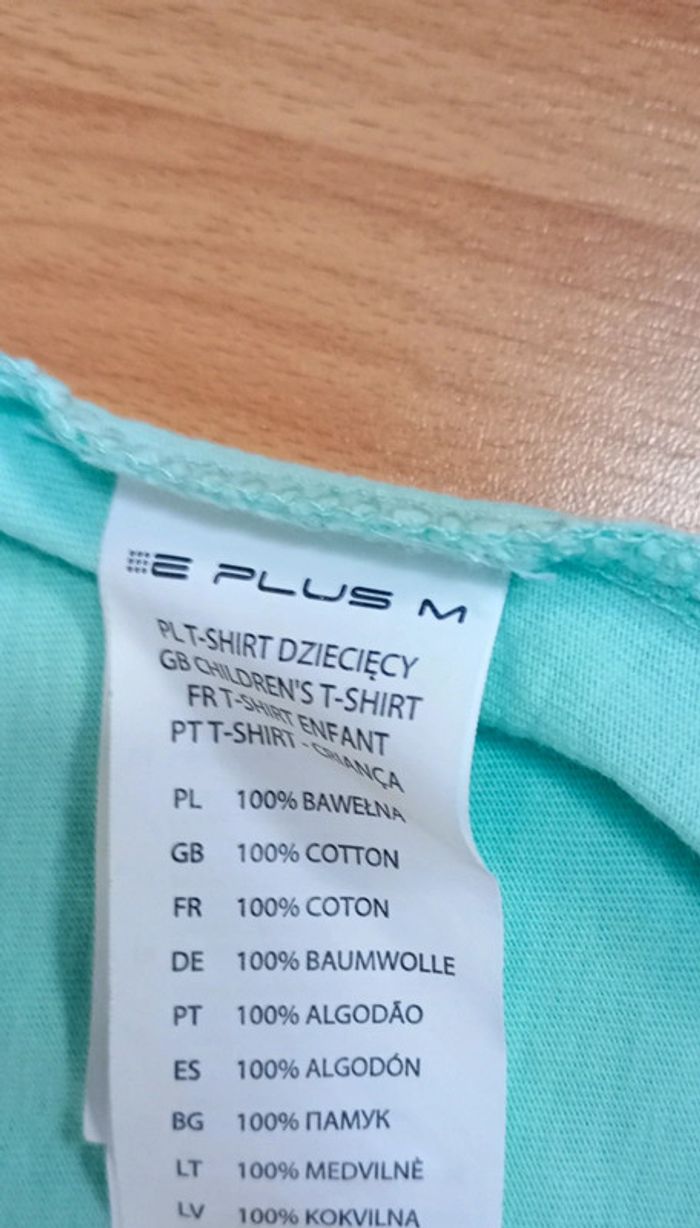 E PLUS M
PL T-SHIRT DZIECIĘCY
GB CHILDREN'S T-SHIRT
FR T-SHIRT ENFANT
PT T-SHIRT - CRIANÇA
PL 100% BAWEŁNA
GB 100% COTTON
FR 100% COTON
DE 100% BAUMWOLLE
PT 100% ALGODÃO
ES 100% ALGODÓN
BG 100% ПАМУК
LT 100% MEDVILNĖ
LV 100% KOKVILNA